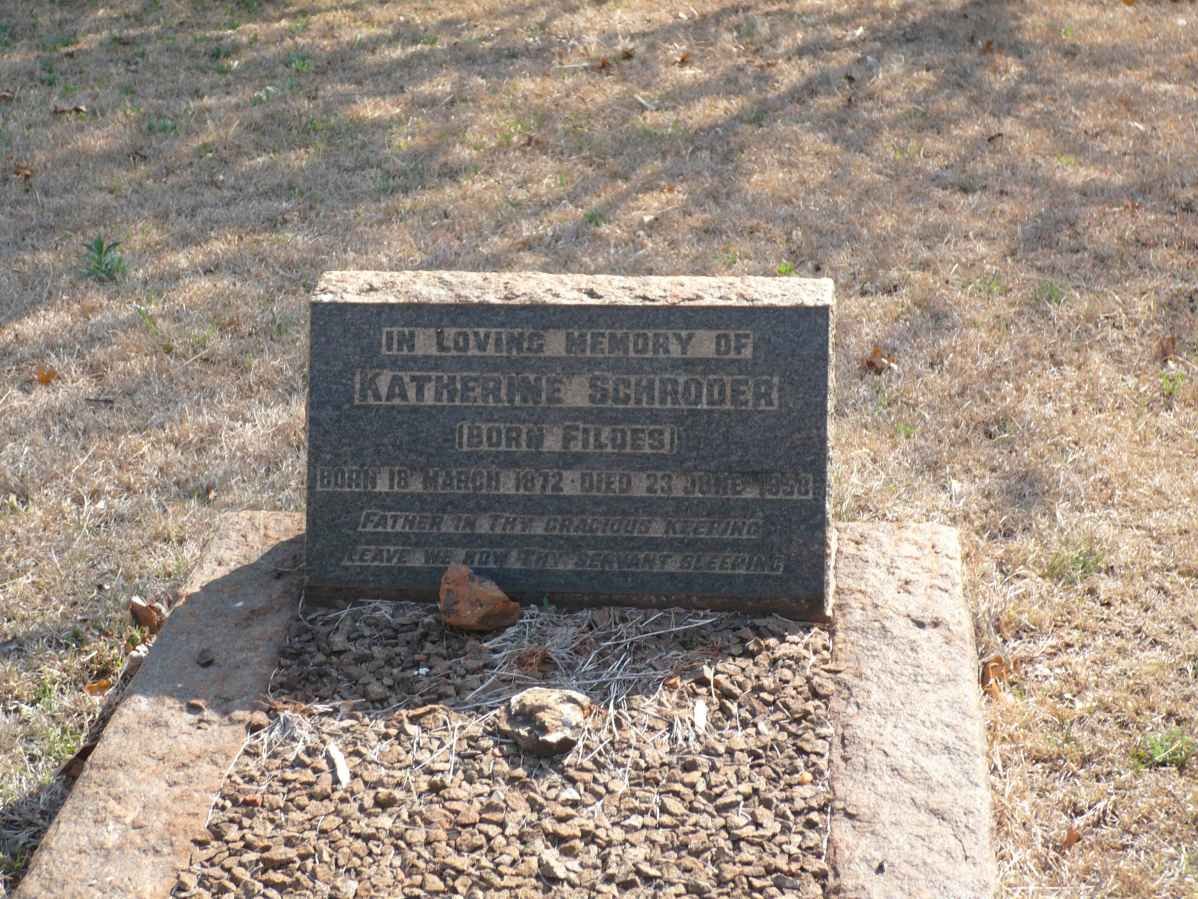 IN LOVING MEMORY OF
KATHERINE SCHRODER
(BORN FILDES)
BORN 18 MARCH 1872 · DIED 23 JUNE
FATHER IN THY GRACIOUS KEEPING
LEAVE WE NOW THY SERVANT SLEEPING